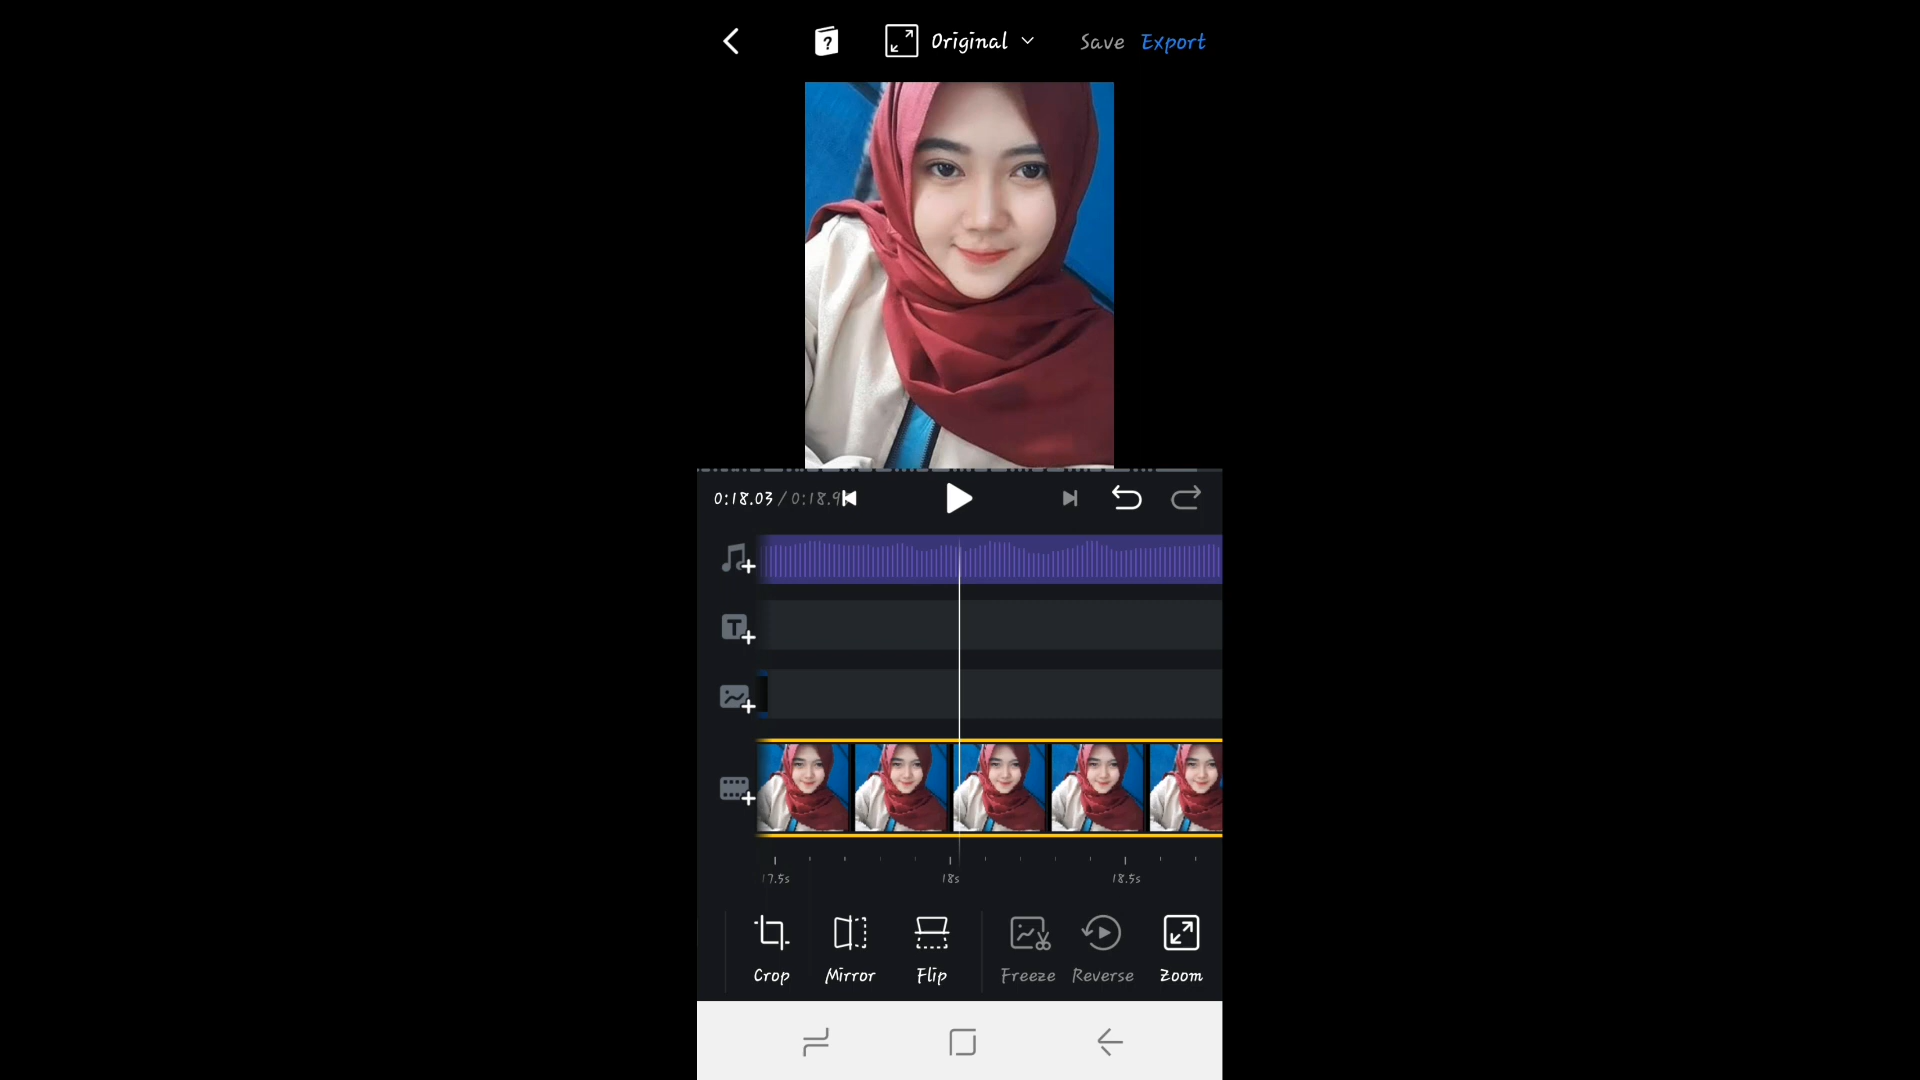 ? Original Save Export
0:18.03 / 0:18.9
T
17.5s 18s 18.5s
Crop Mirror Flip Freeze Reverse Zoom